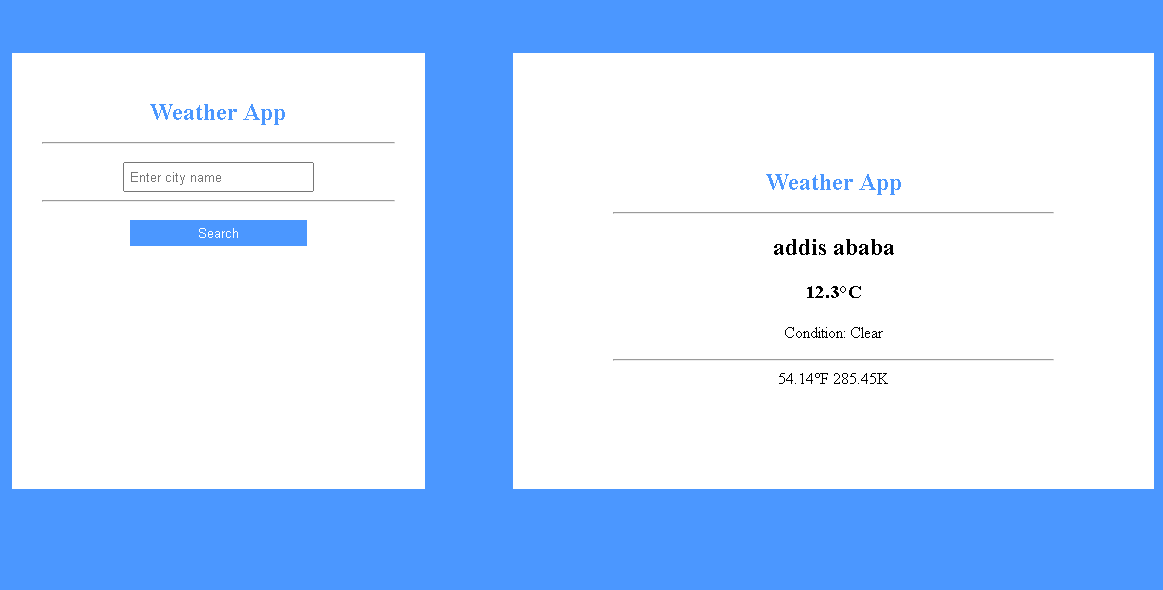 Weather App
Enter city name
Search
Weather App
addis ababa
12.3°C
Condition: Clear
54.14°F 285.45K